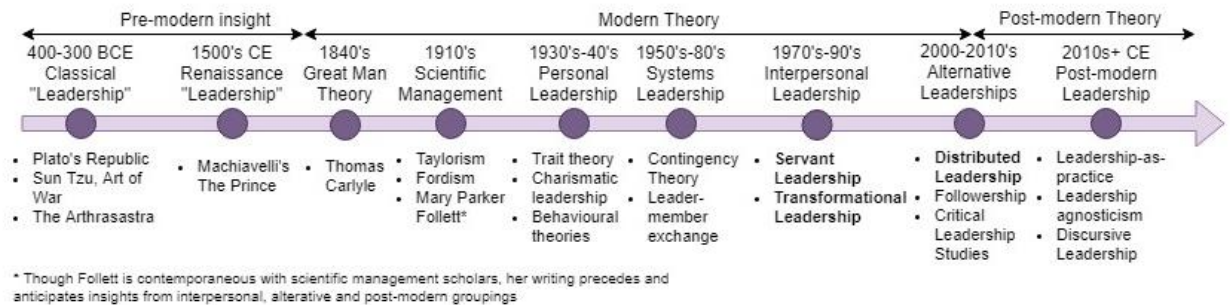 Pre-modern insight
Modern Theory
Post-modern Theory
400-300 BCE
Classical
"Leadership"
1500's CE
Renaissance
"Leadership"
1840's
Great Man
Theory
1910's
Scientific
Management
1930's-40's
Personal
Leadership
1950's-80's
Systems
Leadership
1970's-90's
Interpersonal
Leadership
2000-2010's
Alternative
Leaderships
2010s+ CE
Post-modern
Leadership
• Plato's Republic
• Sun Tzu, Art of
War
• The Arthrasastra
• Machiavelli's
The Prince
• Thomas
Carlyle
• Taylorism
• Fordism
• Mary Parker
Follett*
• Trait theory
• Charismatic
leadership
• Behavioural
theories
• Contingency
Theory
• Leader-
member
exchange
• Servant
Leadership
• Transformational
Leadership
• Distributed
Leadership
• Followership
• Critical
Leadership
Studies
• Leadership-as-
practice
• Leadership
agnosticism
• Discursive
Leadership
* Though Follett is contemporaneous with scientific management scholars, her writing precedes and
anticipates insights from interpersonal, alterative and post-modern groupings